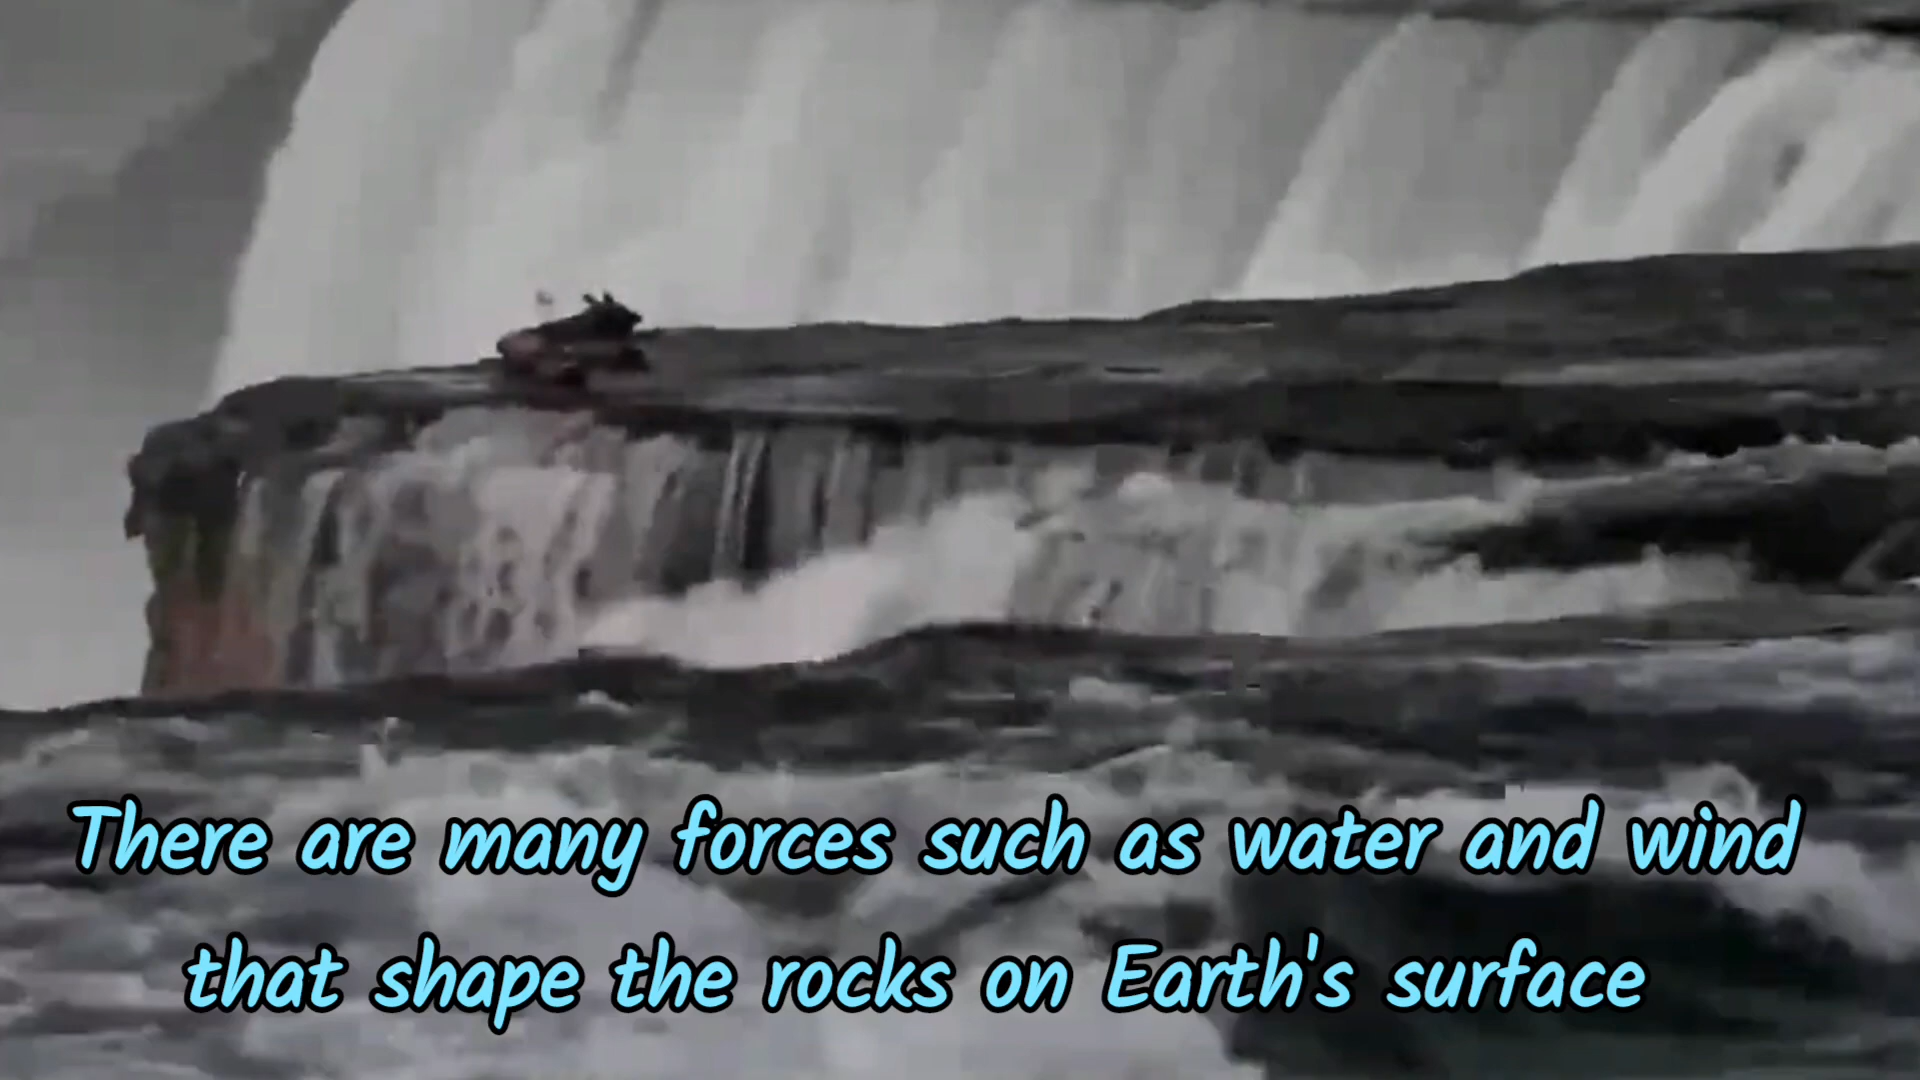 There are many forces such as water and wind
that shape the rocks on Earth's surface